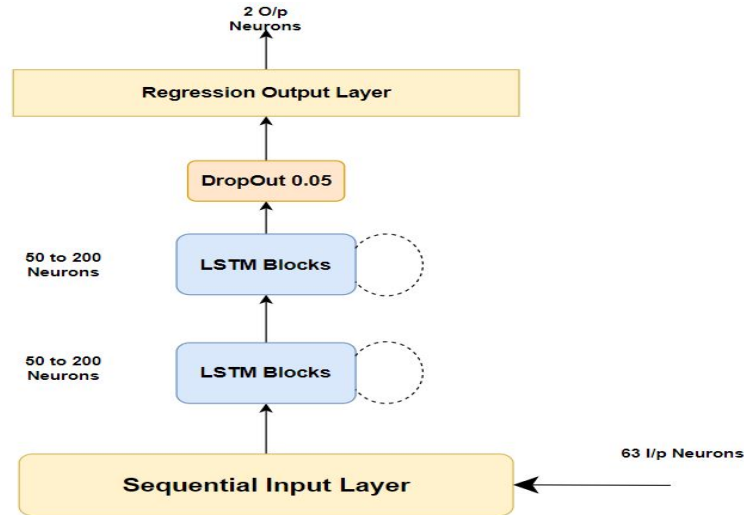 2 O/p
Neurons
Regression Output Layer
DropOut 0.05
50 to 200
Neurons
LSTM Blocks
50 to 200
Neurons
LSTM Blocks
63 I/p Neurons
Sequential Input Layer